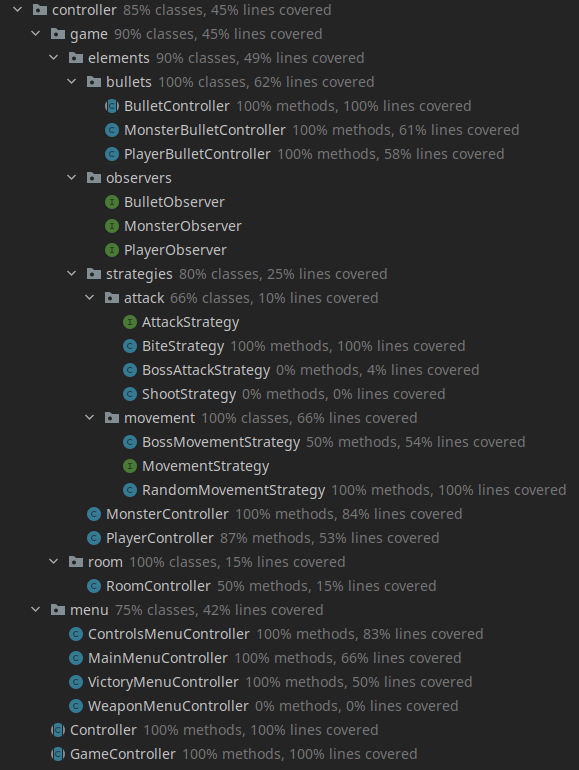 controller 85% classes, 45% lines covered
game 90% classes, 45% lines covered
elements 90% classes, 49% lines covered
bullets 100% classes, 62% lines covered
BulletController 100% methods, 100% lines covered
MonsterBulletController 100% methods, 61% lines covered
PlayerBulletController 100% methods, 58% lines covered
observers
BulletObserver
MonsterObserver
PlayerObserver
strategies 80% classes, 25% lines covered
attack 66% classes, 10% lines covered
AttackStrategy
BiteStrategy 100% methods, 100% lines covered
BossAttackStrategy 0% methods, 4% lines covered
ShootStrategy 0% methods, 0% lines covered
movement 100% classes, 66% lines covered
BossMovementStrategy 50% methods, 54% lines covered
MovementStrategy
RandomMovementStrategy 100% methods, 100% lines covered
MonsterController 100% methods, 84% lines covered
PlayerController 87% methods, 53% lines covered
room 100% classes, 15% lines covered
RoomController 50% methods, 15% lines covered
menu 75% classes, 42% lines covered
ControlsMenuController 100% methods, 83% lines covered
MainMenuController 100% methods, 66% lines covered
VictoryMenuController 100% methods, 50% lines covered
WeaponMenuController 0% methods, 0% lines covered
Controller 100% methods, 100% lines covered
GameController 100% methods, 100% lines covered